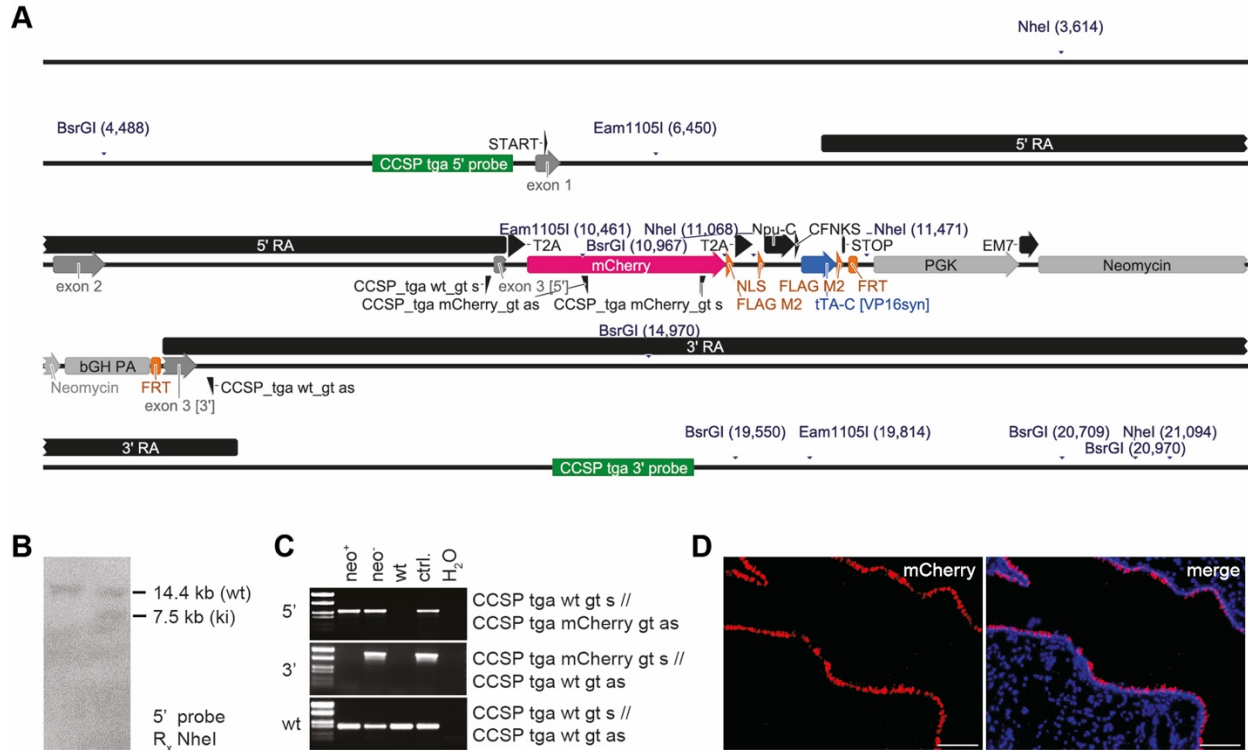 A
NheI (3,614)
BsrGI (4,488)
START
Eam1105I (6,450)
5' RA
CCSP tga 5' probe
exon 1
Eam1105I (10,461) NheI (11,068) Npu-C CFNKS NheI (11,471)
5' RA
T2A
BsrGI (10,967)
T2A
STOP
EM7
mCherry
PGK
Neomycin
exon 2
CCSP_tga wt_gt s
exon 3 [5']
NLS
FLAG M2
FRT
CCSP_tga mCherry_gt as
CCSP_tga mCherry_gt s
FLAG M2
tTA-C [VP16syn]
BsrGI (14,970)
3' RA
bGH PA
Neomycin
FRT
CCSP_tga wt_gt as
exon 3 [3']
3' RA
BsrGI (19,550)
Eam1105I (19,814)
BsrGI (20,709) NheI (21,094)
BsrGI (20,970)
CCSP tga 3' probe
B
14.4 kb (wt)
7.5 kb (ki)
5' probe
Rx NheI
C
neo+
neo-
wt
ctrl.
H2O
5'
CCSP tga wt gt s //
CCSP tga mCherry gt as
3'
CCSP tga mCherry gt s //
CCSP tga wt gt as
wt
CCSP tga wt gt s //
CCSP tga wt gt as
D
mCherry
merge